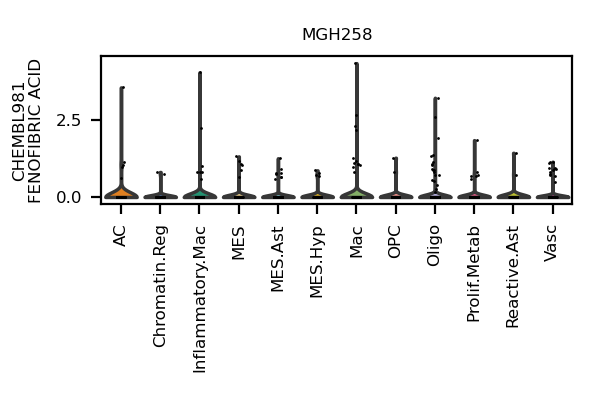 MGH258
CHEMBL981
FENOFIBRIC ACID
2.5
0.0
AC
Chromatin.Reg
Inflammatory.Mac
MES
MES.Ast
MES.Hyp
Mac
OPC
Oligo
Prolif.Metab
Reactive.Ast
Vasc